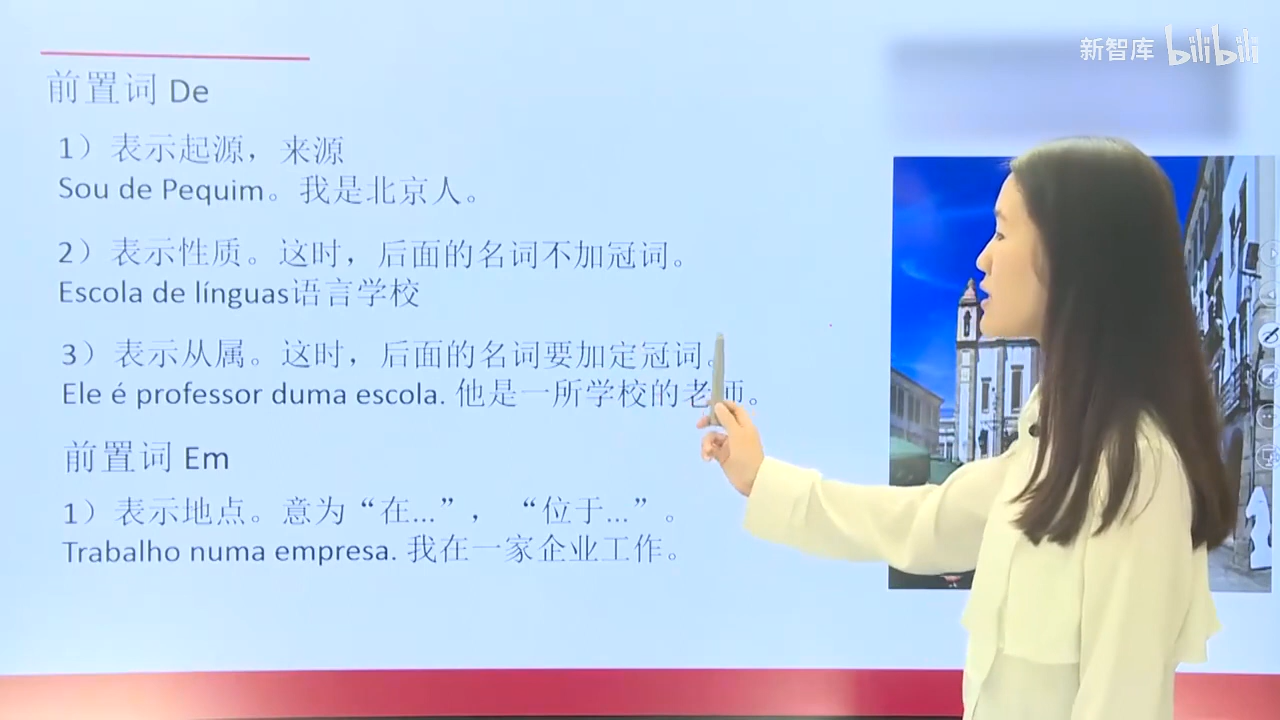 新智库 bilibili
前置词 De
1）表示起源，来源
Sou de Pequim。我是北京人。
2）表示性质。这时，后面的名词不加冠词。
Escola de línguas语言学校
3）表示从属。这时，后面的名词要加定冠词。
Ele é professor duma escola. 他是一所学校的老师。
前置词 Em
1）表示地点。意为“在...”，“位于...”。
Trabalho numa empresa. 我在一家企业工作。